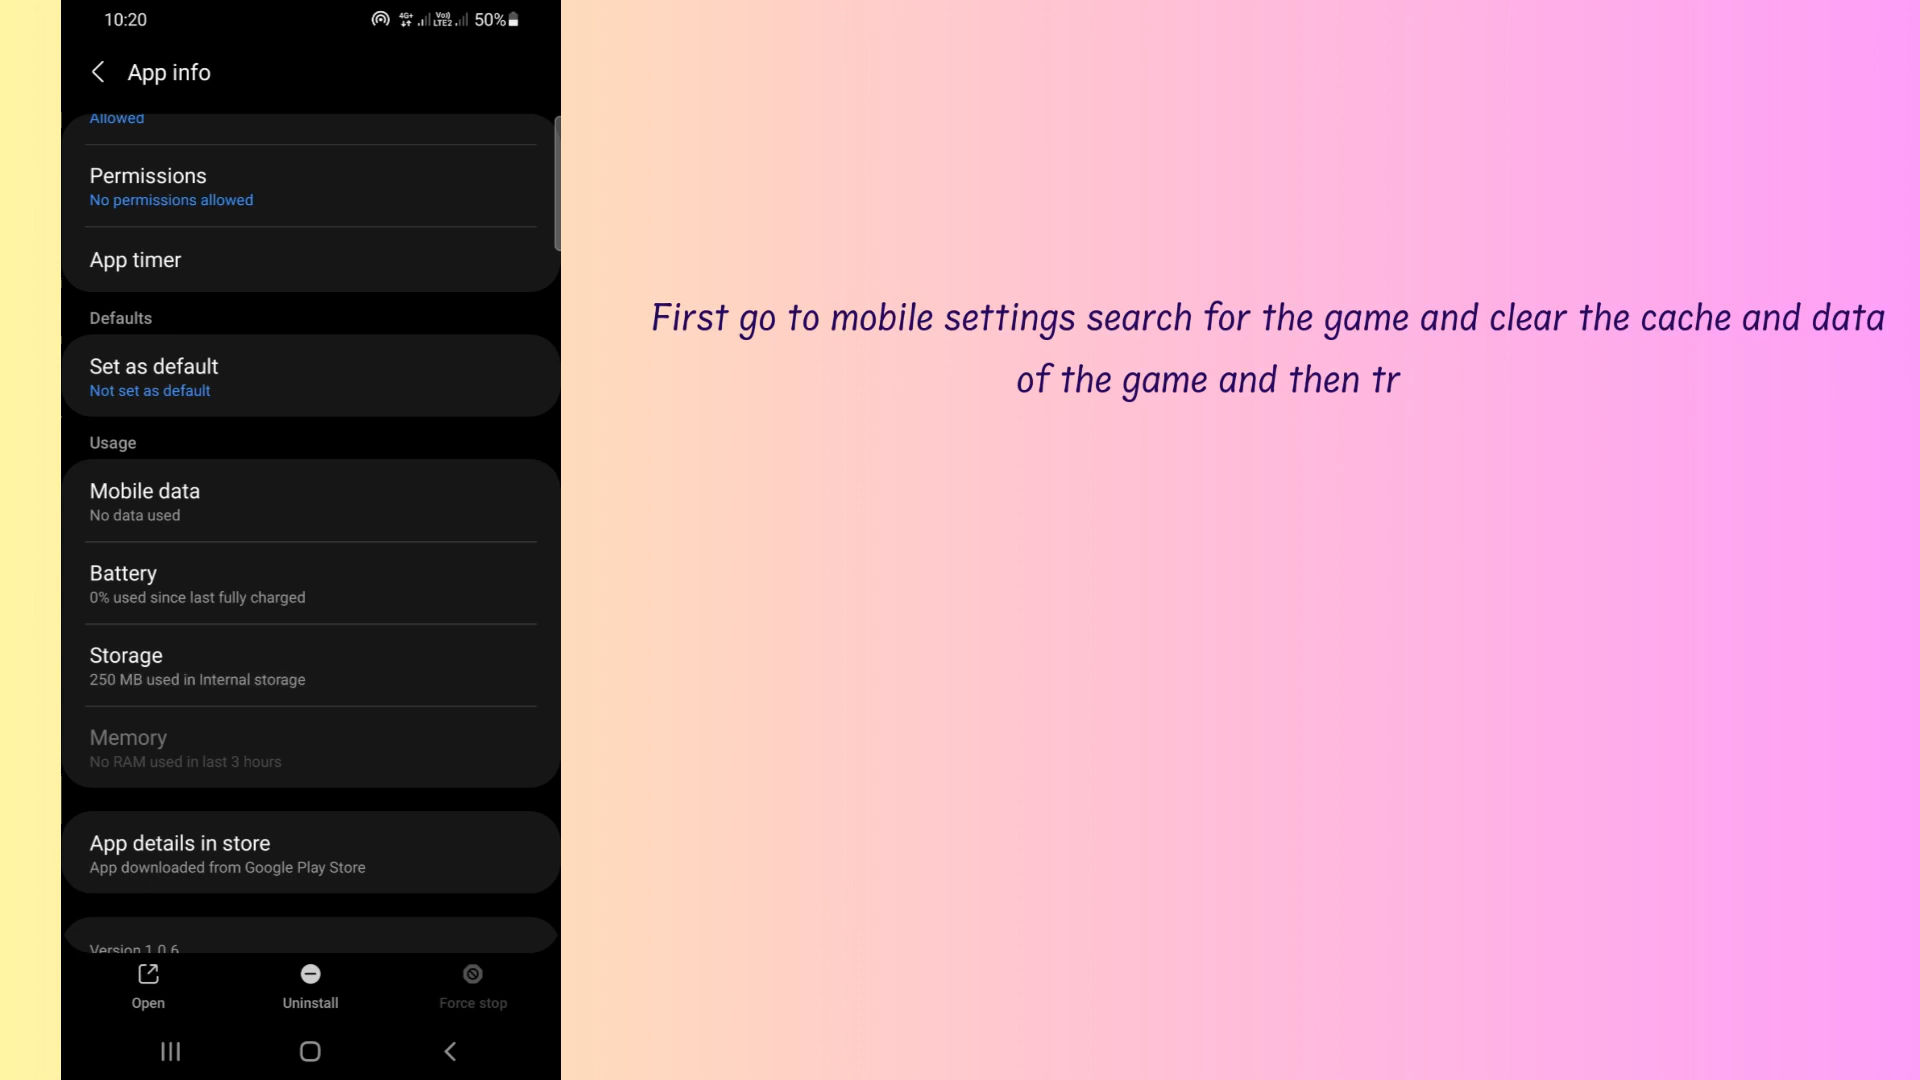 10:20
4G+ Vo)) LTE2 50%
App info
Allowed
Permissions
No permissions allowed
App timer
Defaults
Set as default
Not set as default
Usage
Mobile data
No data used
Battery
0% used since last fully charged
Storage
250 MB used in Internal storage
Memory
No RAM used in last 3 hours
App details in store
App downloaded from Google Play Store
Version 1.0.6
Open
Uninstall
Force stop
First go to mobile settings search for the game and clear the cache and data
of the game and then tr